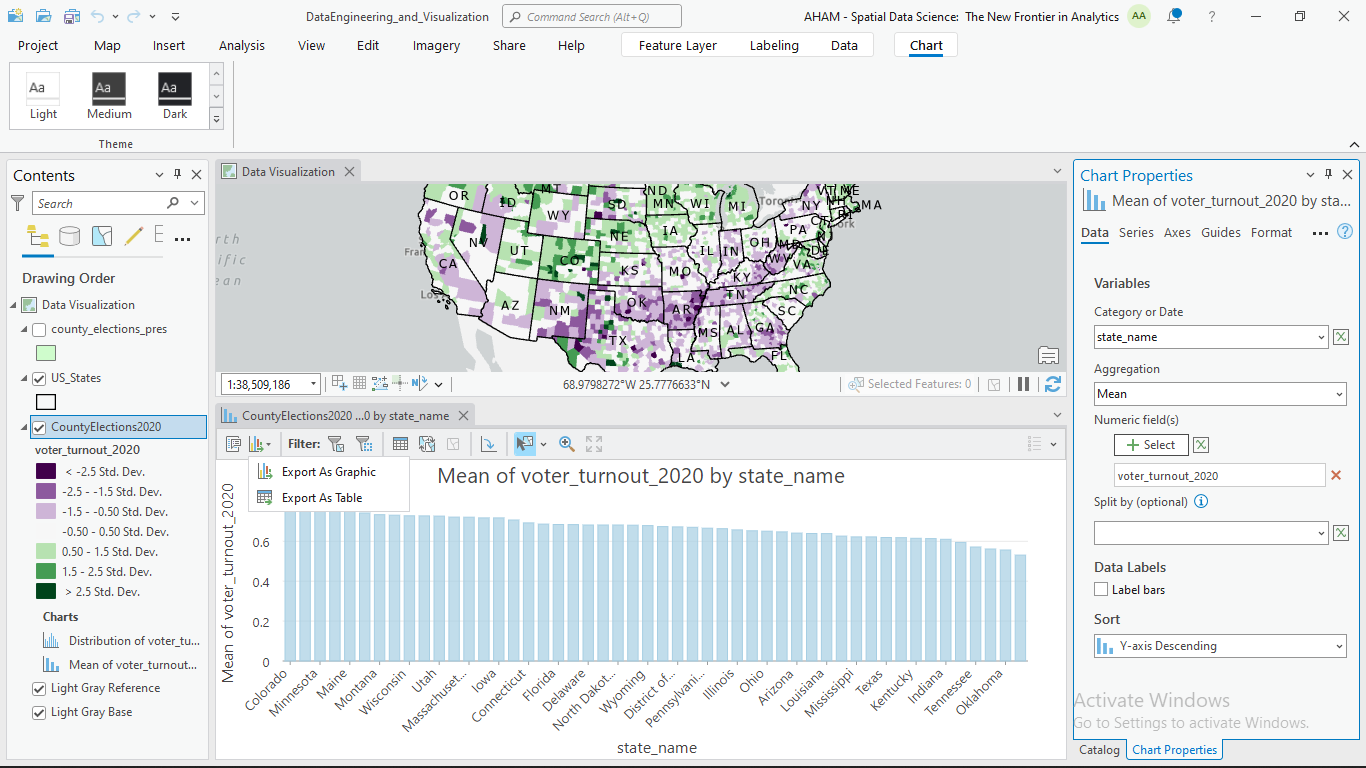 DataEngineering_and_Visualization
Command Search (Alt+Q)
AHAM - Spatial Data Science: The New Frontier in Analytics
AA
?
Project
Map
Insert
Analysis
View
Edit
Imagery
Share
Help
Feature Layer
Labeling
Data
Chart
Aa
Aa
Aa
Light
Medium
Dark
Theme
Contents
Search
Drawing Order
Data Visualization
county_elections_pres
US_States
CountyElections2020
voter_turnout_2020
< -2.5 Std. Dev.
-2.5 - -1.5 Std. Dev.
-1.5 - -0.50 Std. Dev.
-0.50 - 0.50 Std. Dev.
0.50 - 1.5 Std. Dev.
1.5 - 2.5 Std. Dev.
> 2.5 Std. Dev.
Charts
Distribution of voter_tu...
Mean of voter_turnout...
Light Gray Reference
Light Gray Base
Data Visualization
OR
ID
MT
ND
MN
WI
MI
NY
VT
ME
NH
MA
RI
CT
WY
SD
IA
NE
NV
UT
CO
CA
KS
MO
IL
IN
OH
PA
NJ
MD
DE
WV
VA
KY
NC
TN
SC
AZ
NM
OK
AR
MS
AL
GA
TX
LA
FL
1:38,509,186
68.9798272°W 25.7776633°N
Selected Features: 0
CountyElections2020 ...0 by state_name
Filter:
Export As Graphic
Export As Table
Mean of voter_turnout_2020 by state_name
Mean of voter_turnout_2020
0.6
0.4
0.2
0
Colorado
Minnesota
Maine
Montana
Wisconsin
Utah
Massachuset...
Iowa
Connecticut
Florida
Delaware
North Dakot...
Wyoming
District of...
Pennsylvani...
Illinois
Ohio
Arizona
Louisiana
Mississippi
Texas
Kentucky
Indiana
Tennessee
Oklahoma
state_name
Chart Properties
Mean of voter_turnout_2020 by sta...
Data
Series
Axes
Guides
Format
?
Variables
Category or Date
state_name
Aggregation
Mean
Numeric field(s)
Select
voter_turnout_2020
Split by (optional)
Data Labels
Label bars
Sort
Y-axis Descending
Activate Windows
Go to Settings to activate Windows.
Catalog
Chart Properties